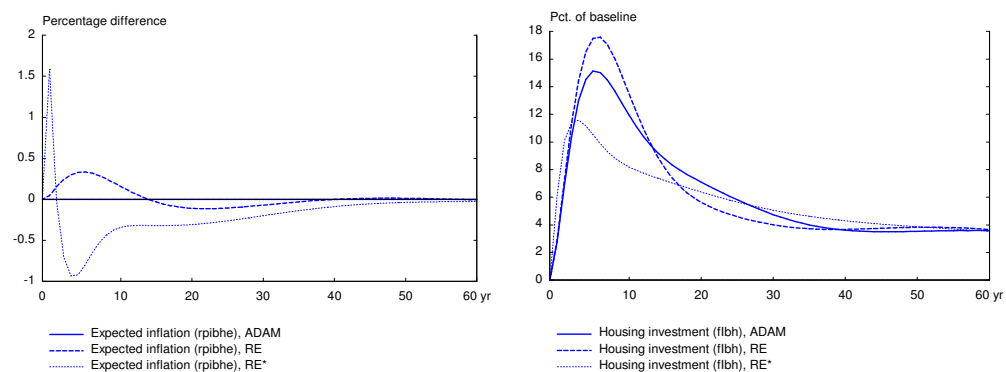 Percentage difference
2
1.5
1
0.5
0
-0.5
-1
0 10 20 30 40 50 60 yr
Expected inflation (rpibhe), ADAM
Expected inflation (rpibhe), RE
Expected inflation (rpibhe), RE*
Pct. of baseline
18
16
14
12
10
8
6
4
2
0
0 10 20 30 40 50 60 yr
Housing investment (fIbh), ADAM
Housing investment (fIbh), RE
Housing investment (fIbh), RE*